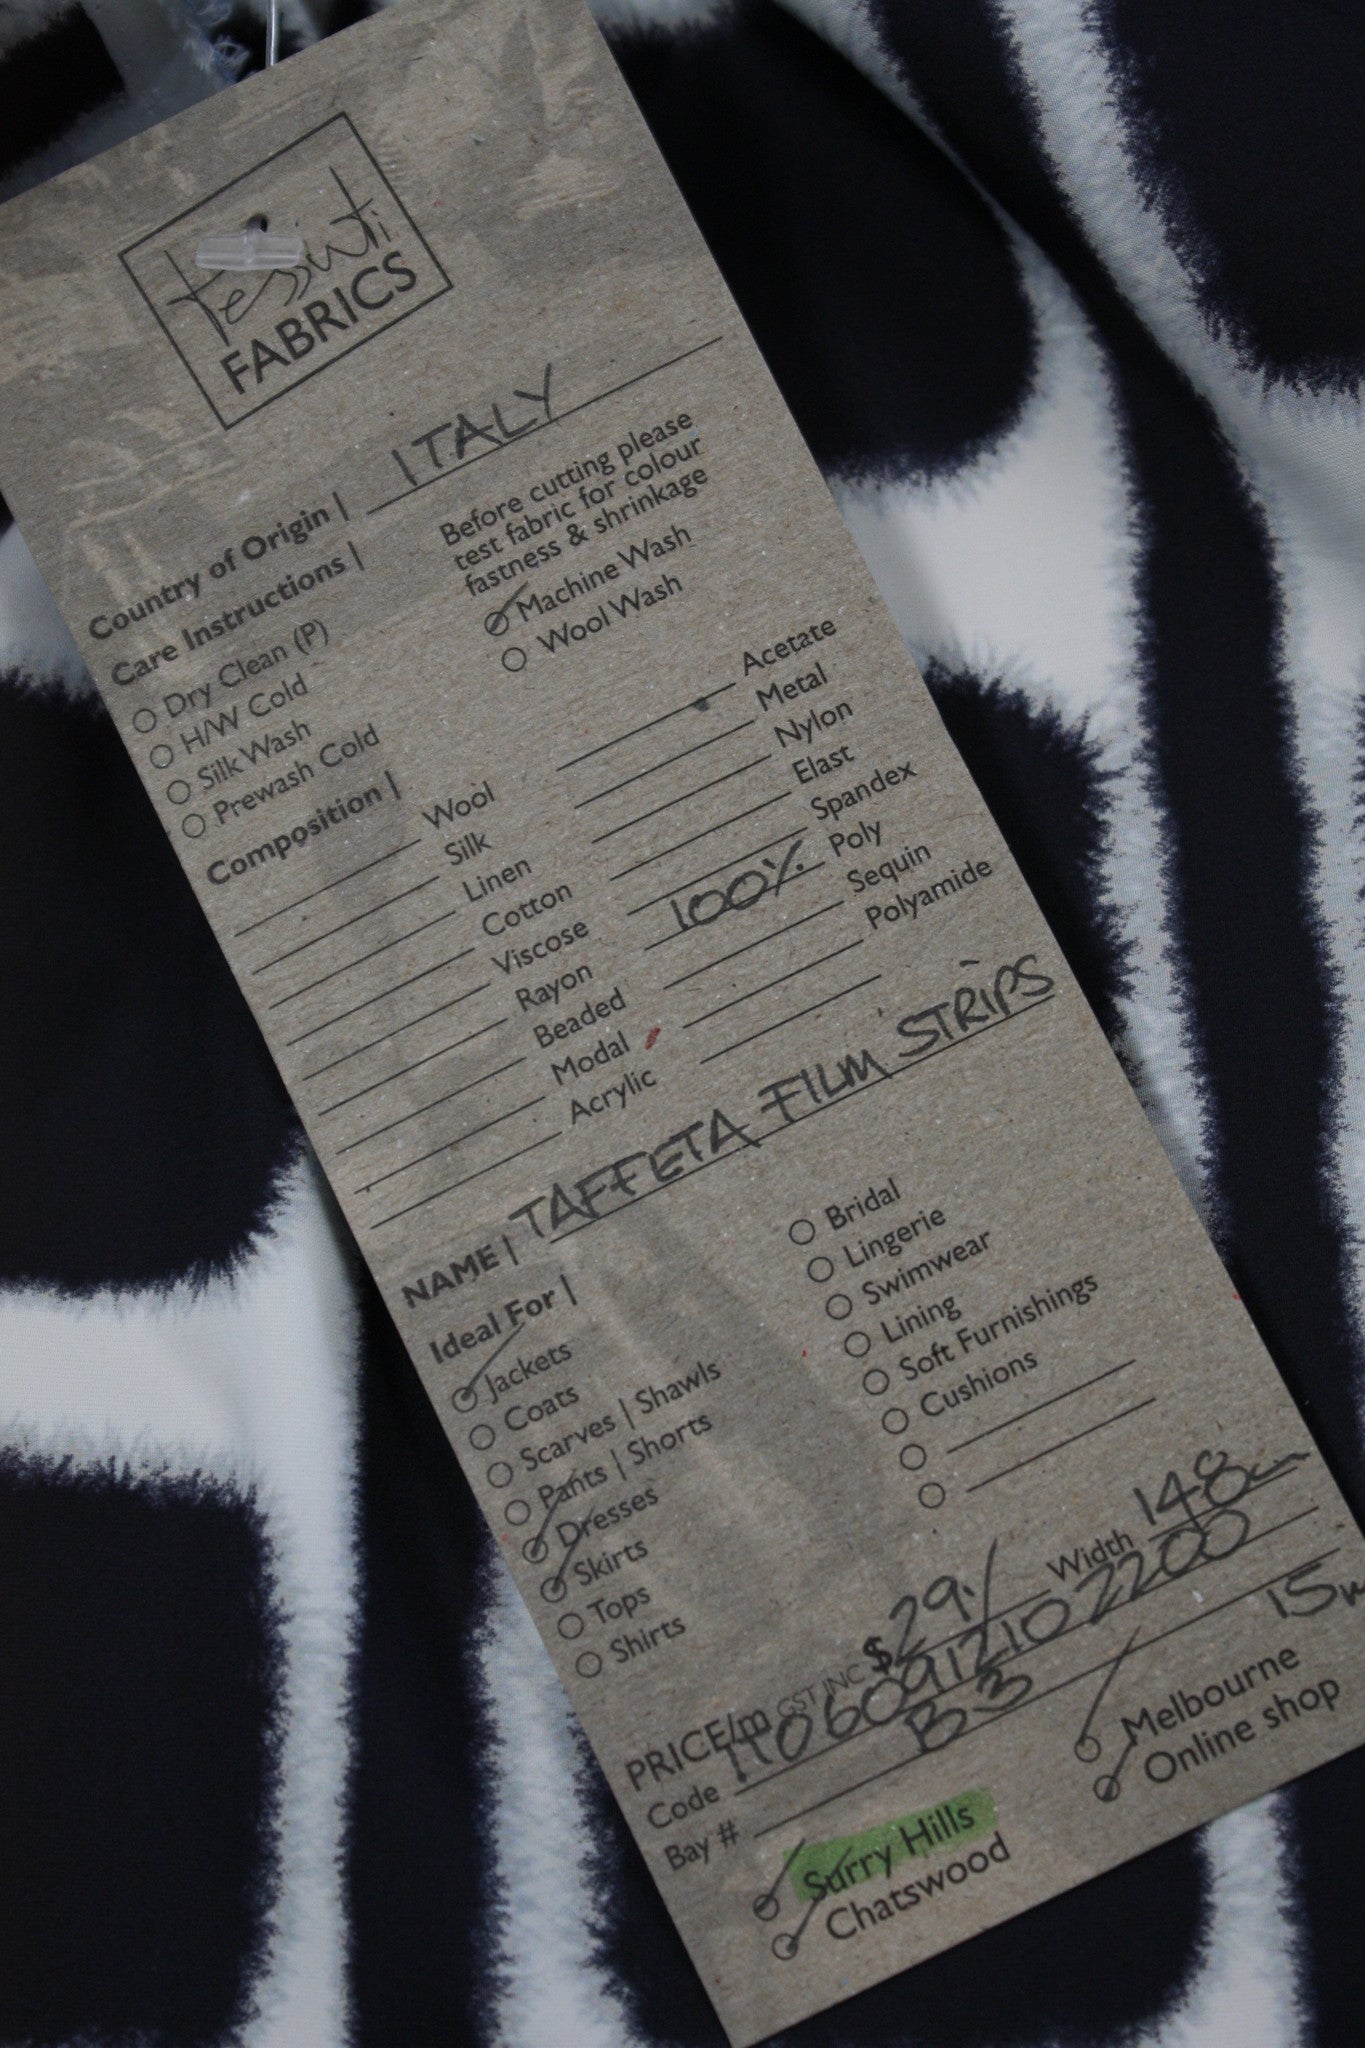 Tessuti
FABRICS
Country of Origin | ITALY
Care Instructions |
Before cutting please
test fabric for colour
fastness & shrinkage
Dry Clean (P)
H/W Cold
Silk Wash
Prewash Cold
Machine Wash
Wool Wash
Composition |
Wool
Silk
Linen
Cotton
Viscose
Rayon
Beaded
Modal
Acrylic
Acetate
Metal
Nylon
Elast
Spandex
100% Poly
Sequin
Polyamide
NAME | TAFFETA FILM STRIPS
Ideal For |
Jackets
Coats
Scarves | Shawls
Pants | Shorts
Dresses
Skirts
Tops
Shirts
Bridal
Lingerie
Swimwear
Lining
Soft Furnishings
Cushions
PRICE/m GST INC $29./ Width 148cm
Code 11060912102200
Bay # B3 15m
Surry Hills
Chatswood
Melbourne
Online shop